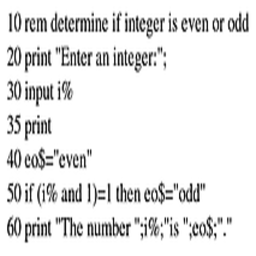 10 rem determine if integer is even or odd
20 print "Enter an integer:";
30 input i%
35 print
40 eo$="even"
50 if (i% and 1)=1 then eo$="odd"
60 print "The number ";i%;"is ";eo$;"."